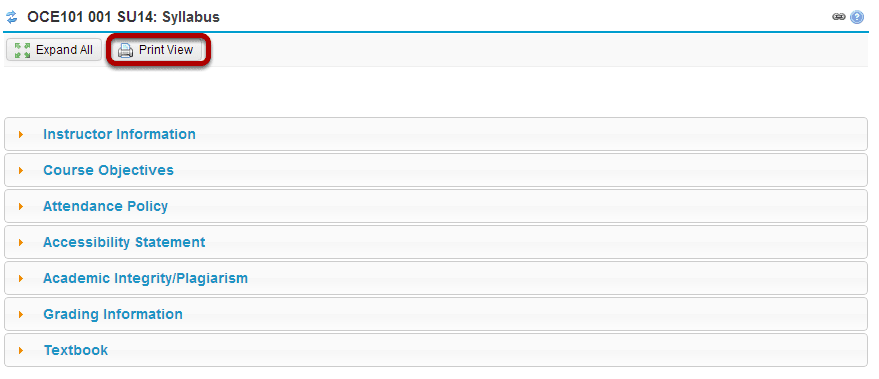 OCE101 001 SU14: Syllabus
Expand All Print View
Instructor Information
Course Objectives
Attendance Policy
Accessibility Statement
Academic Integrity/Plagiarism
Grading Information
Textbook